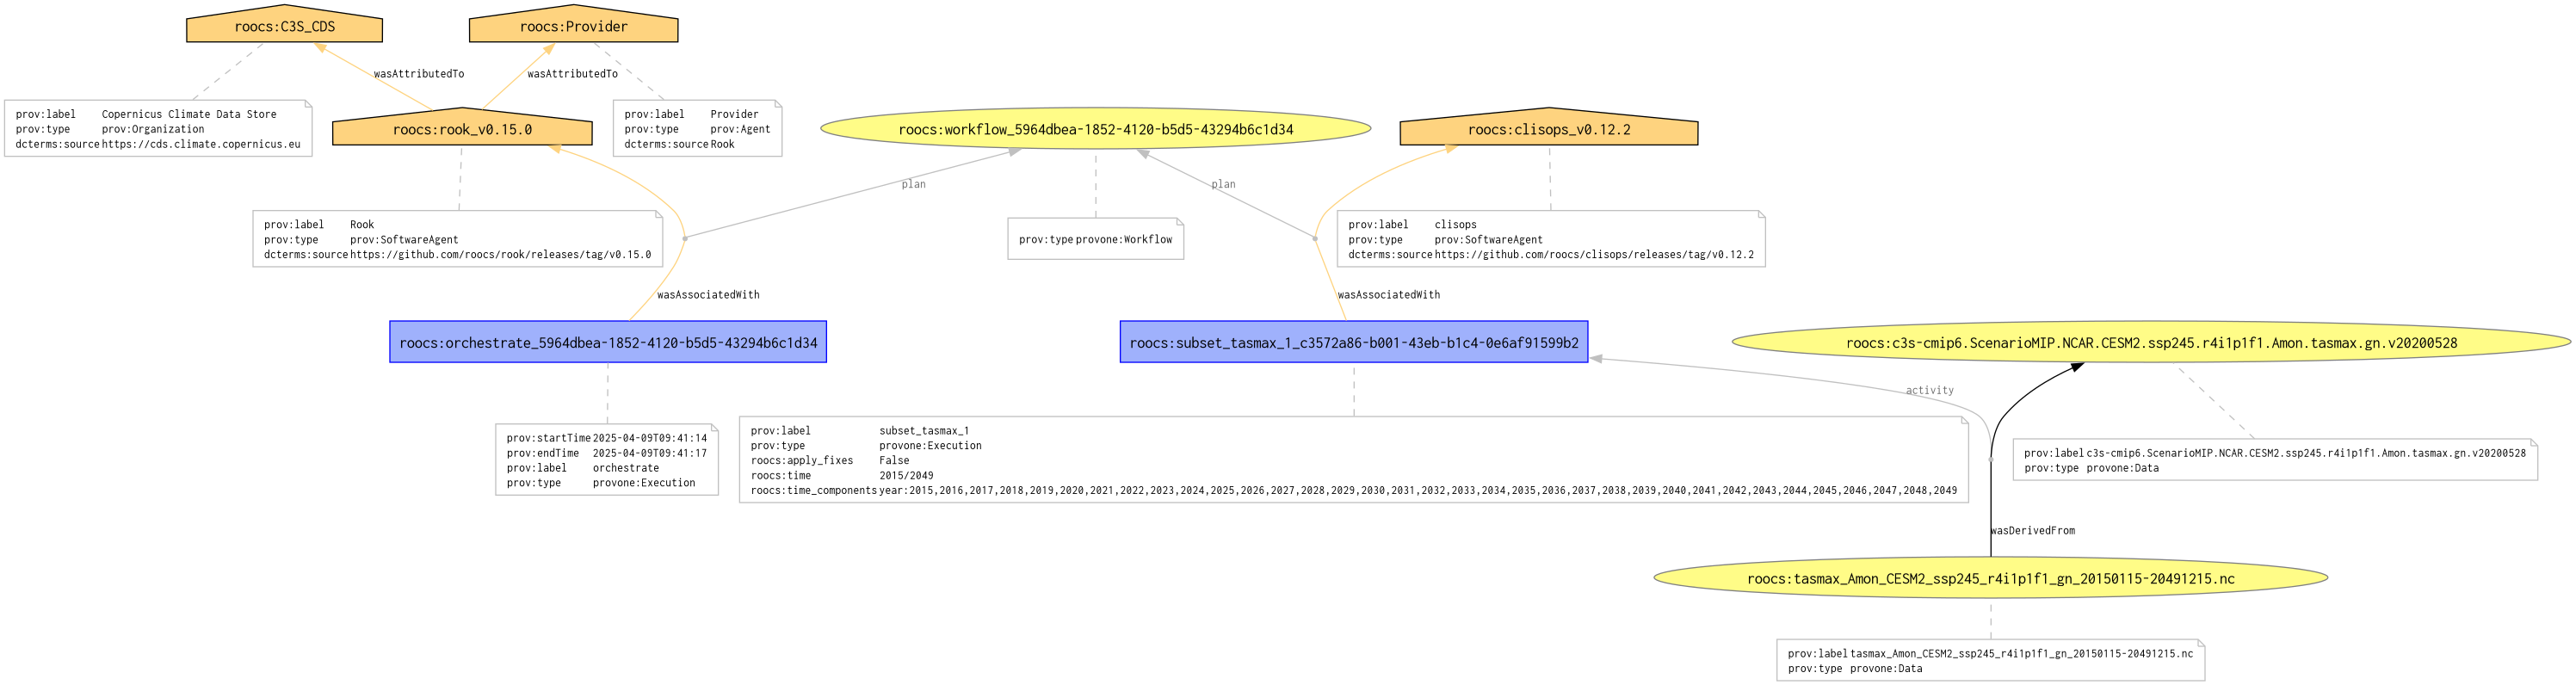 roocs:C3S_CDS
roocs:Provider
wasAttributedTo
wasAttributedTo
prov:label Copernicus Climate Data Store
prov:type prov:Organization
dcterms:source https://cds.climate.copernicus.eu
roocs:rook_v0.15.0
prov:label Provider
prov:type prov:Agent
dcterms:source Rook
roocs:workflow_5964dbea-1852-4120-b5d5-43294b6c1d34
roocs:clisops_v0.12.2
plan
plan
prov:label Rook
prov:type prov:SoftwareAgent
dcterms:source https://github.com/roocs/rook/releases/tag/v0.15.0
prov:type provone:Workflow
prov:label clisops
prov:type prov:SoftwareAgent
dcterms:source https://github.com/roocs/clisops/releases/tag/v0.12.2
wasAssociatedWith
wasAssociatedWith
roocs:orchestrate_5964dbea-1852-4120-b5d5-43294b6c1d34
roocs:subset_tasmax_1_c3572a86-b001-43eb-b1c4-0e6af91599b2
roocs:c3s-cmip6.ScenarioMIP.NCAR.CESM2.ssp245.r4i1p1f1.Amon.tasmax.gn.v20200528
activity
prov:startTime 2025-04-09T09:41:14
prov:endTime 2025-04-09T09:41:17
prov:label orchestrate
prov:type provone:Execution
prov:label subset_tasmax_1
prov:type provone:Execution
roocs:apply_fixes False
roocs:time 2015/2049
roocs:time_components year:2015,2016,2017,2018,2019,2020,2021,2022,2023,2024,2025,2026,2027,2028,2029,2030,2031,2032,2033,2034,2035,2036,2037,2038,2039,2040,2041,2042,2043,2044,2045,2046,2047,2048,2049
prov:label c3s-cmip6.ScenarioMIP.NCAR.CESM2.ssp245.r4i1p1f1.Amon.tasmax.gn.v20200528
prov:type provone:Data
wasDerivedFrom
roocs:tasmax_Amon_CESM2_ssp245_r4i1p1f1_gn_20150115-20491215.nc
prov:label tasmax_Amon_CESM2_ssp245_r4i1p1f1_gn_20150115-20491215.nc
prov:type provone:Data